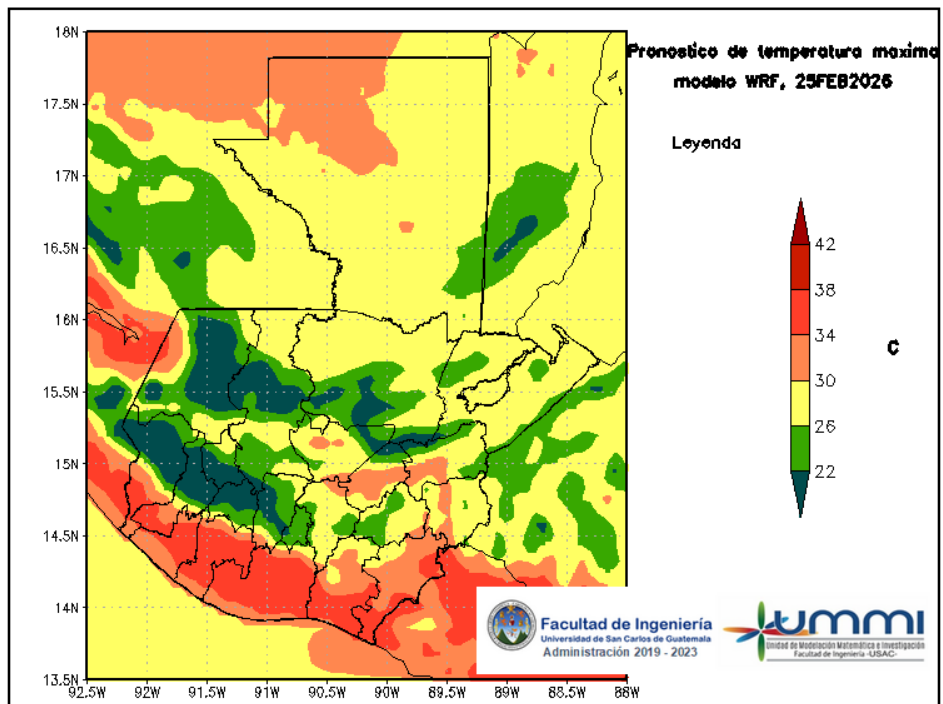 Pronostico de temperatura maxima
modelo WRF, 25FEB2026
Leyenda
42
38
34
30
26
22
C
18N
17.5N
17N
16.5N
16N
15.5N
15N
14.5N
14N
13.5N
92.5W
92W
91.5W
91W
90.5W
90W
89.5W
89W
88.5W
88W
Facultad de Ingeniería
Universidad de San Carlos de Guatemala
Administración 2019 - 2023
UMMI
Unidad de Modelación Matemática e Investigación
Facultad de Ingeniería -USAC-